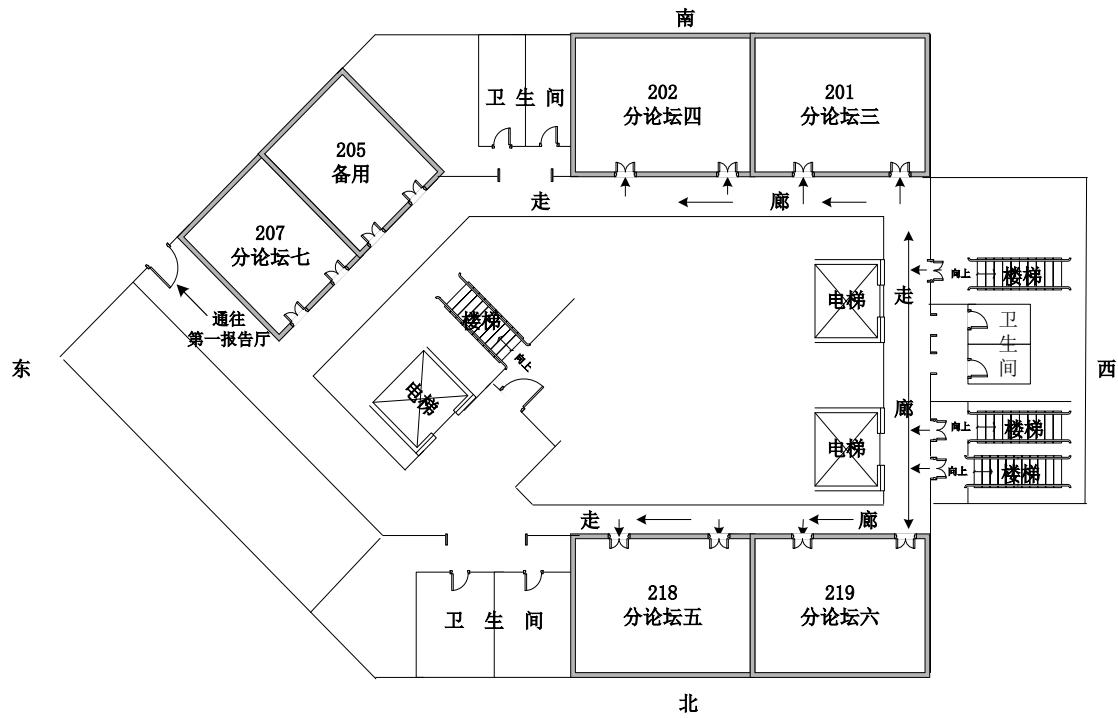 南
202
分论坛四
201
分论坛三
卫 生 间
205
备用
走 廊
207
分论坛七
通往
第一报告厅
楼梯
向上
电梯
电梯
走
廊
向上
楼梯
卫
生
间
东
西
电梯
向上
楼梯
向上
楼梯
走 廊
218
分论坛五
219
分论坛六
卫 生 间
北